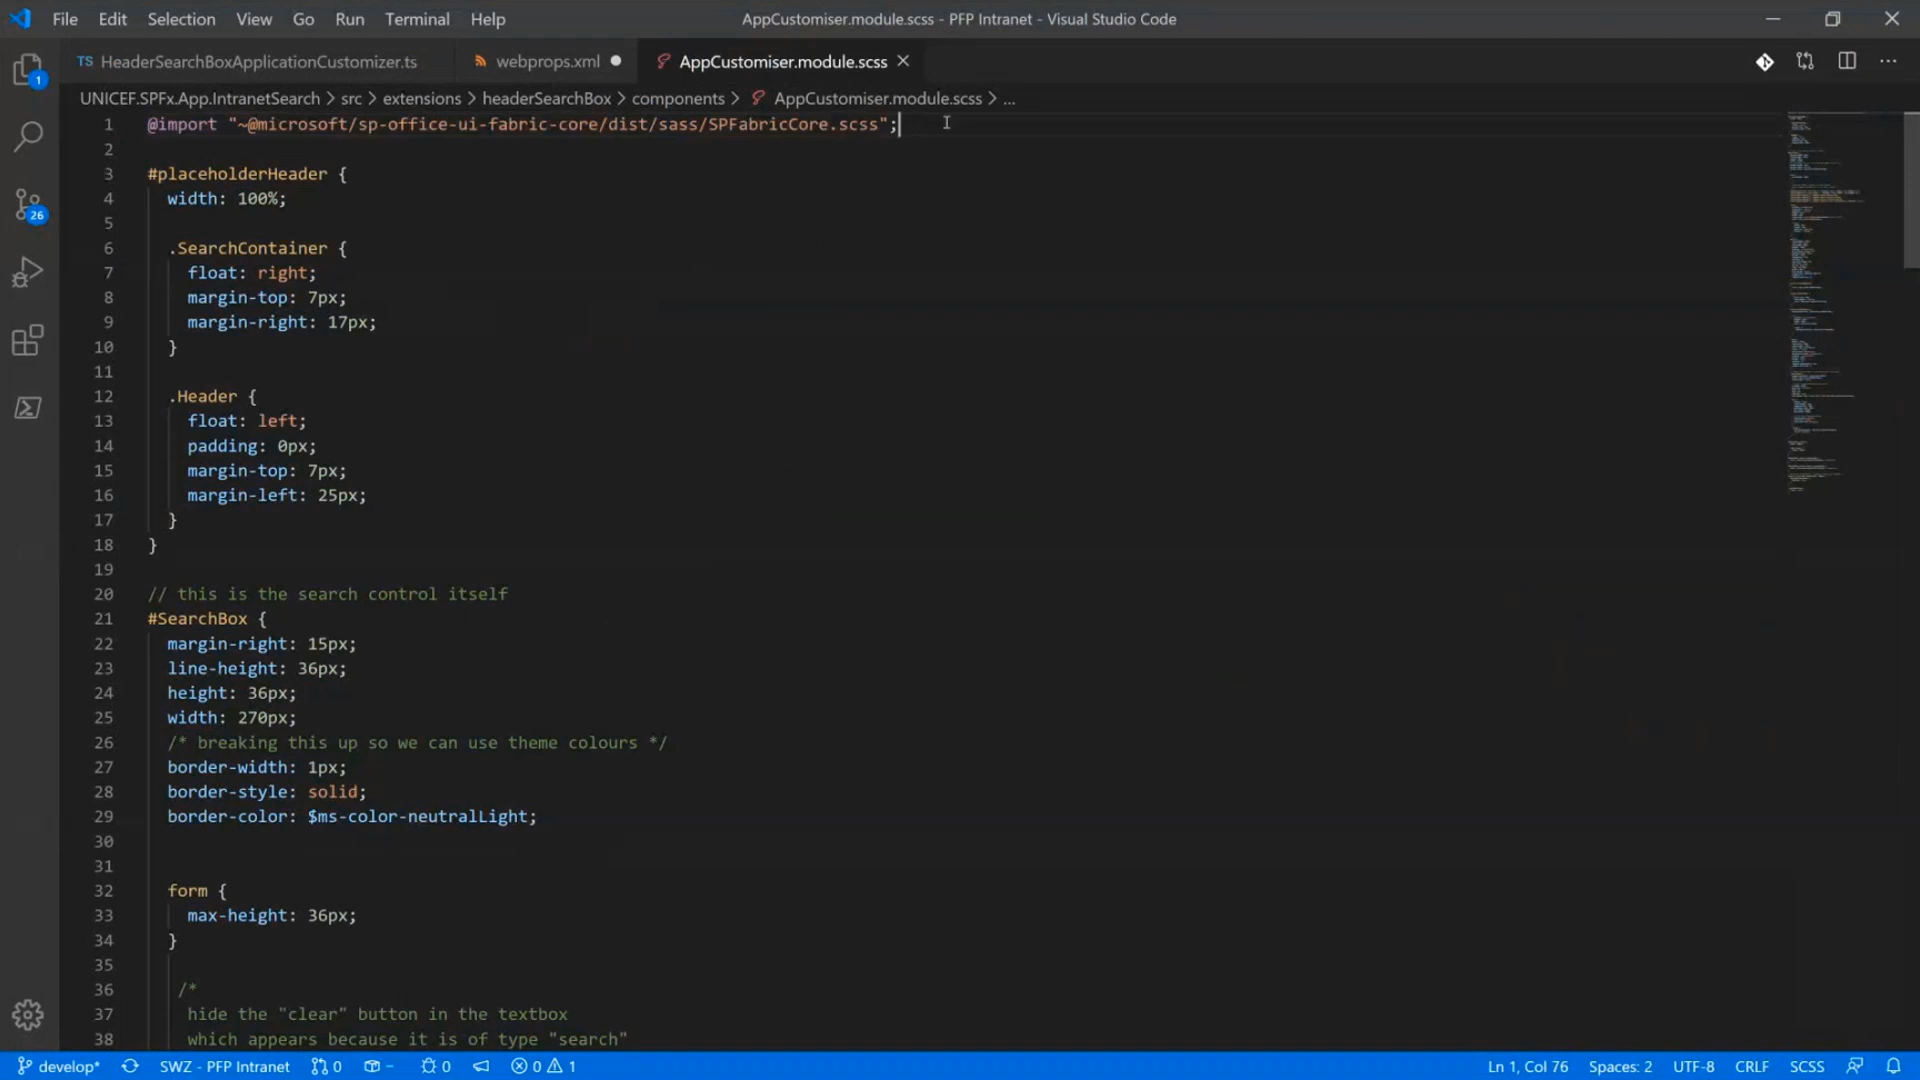 File Edit Selection View Go Run Terminal Help AppCustomiser.module.scss - PFP Intranet - Visual Studio Code
TS HeaderSearchBoxApplicationCustomizer.ts webprops.xml AppCustomiser.module.scss
UNICEF.SPFx.App.IntranetSearch > src > extensions > headerSearchBox > components > AppCustomiser.module.scss > ...
1 @import "~@microsoft/sp-office-ui-fabric-core/dist/sass/SPFabricCore.scss";
2
3 #placeholderHeader {
4 width: 100%;
5
6 .SearchContainer {
7 float: right;
8 margin-top: 7px;
9 margin-right: 17px;
10 }
11
12 .Header {
13 float: left;
14 padding: 0px;
15 margin-top: 7px;
16 margin-left: 25px;
17 }
18 }
19
20 // this is the search control itself
21 #SearchBox {
22 margin-right: 15px;
23 line-height: 36px;
24 height: 36px;
25 width: 270px;
26 /* breaking this up so we can use theme colours */
27 border-width: 1px;
28 border-style: solid;
29 border-color: $ms-color-neutralLight;
30
31
32 form {
33 max-height: 36px;
34 }
35
36 /*
37 hide the "clear" button in the textbox
38 which appears because it is of type "search"
1
26
develop* SWZ - PFP Intranet 0 - 0 0 1 Ln 1, Col 76 Spaces: 2 UTF-8 CRLF SCSS